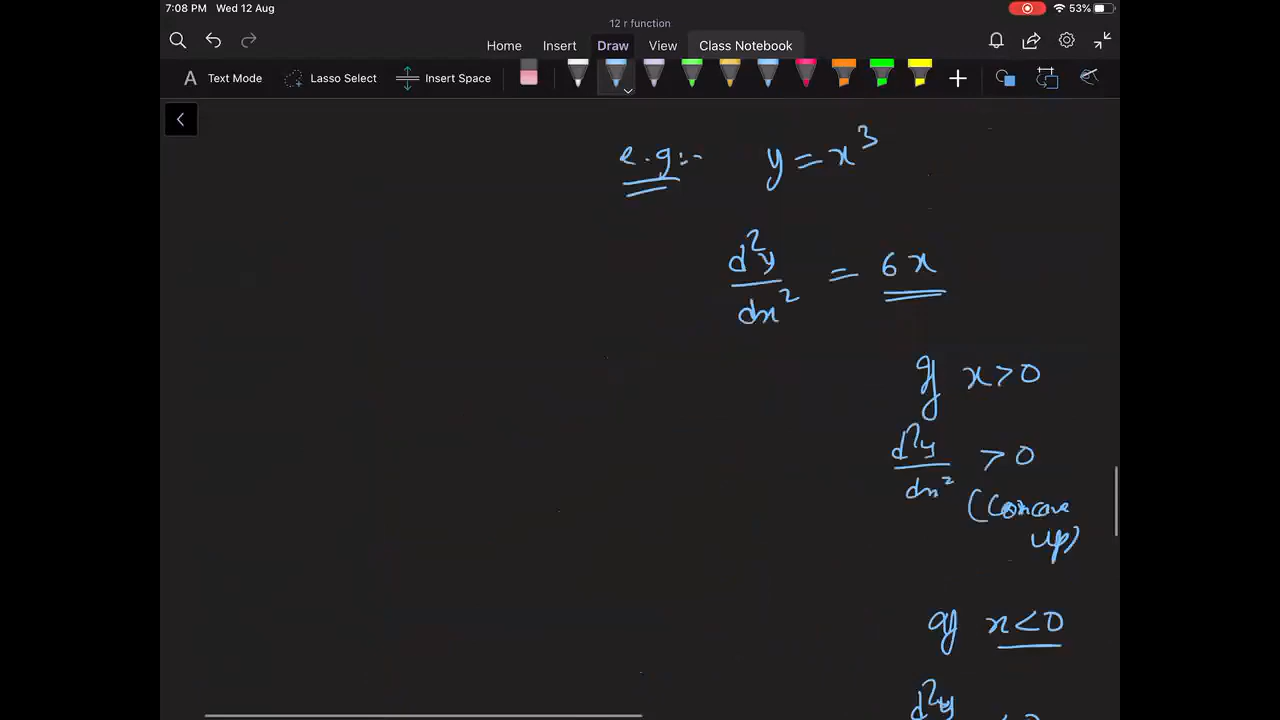 7:08 PM Wed 12 Aug 53%
12 r function
Home Insert Draw View Class Notebook
A Text Mode Lasso Select Insert Space
e.g:- y = x³
d²y/dx² = 6x
If x > 0
d²y/dx² > 0
(Concave
up)
If x < 0
d²y